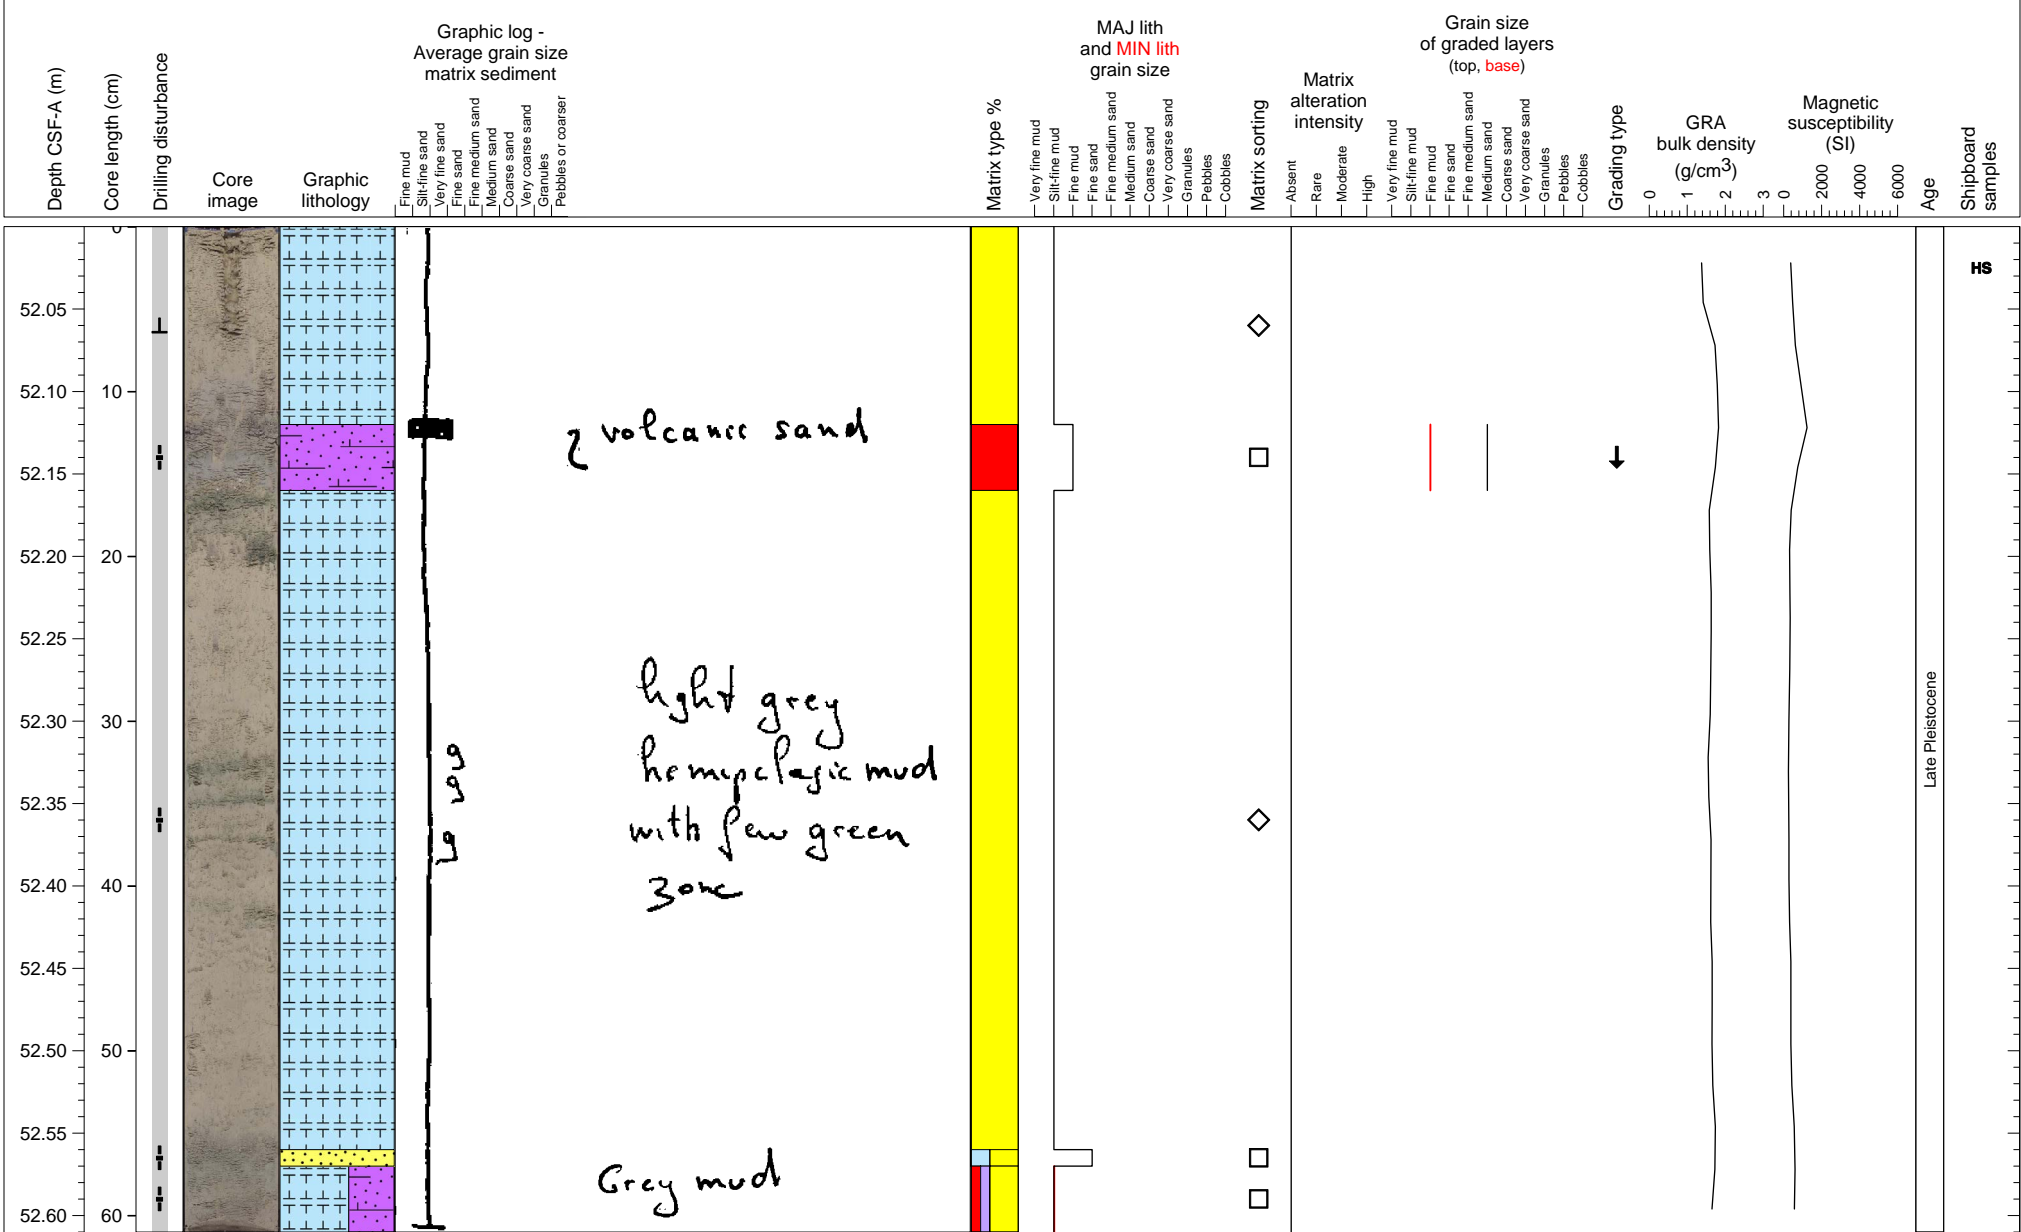 Depth CSF-A (m)
Core length (cm)
Drilling disturbance
Core
image
Graphic
lithology
Graphic log -
Average grain size
matrix sediment
Fine mud
Silt-fine sand
Very fine sand
Fine sand
Fine medium sand
Medium sand
Coarse sand
Very coarse sand
Granules
Pebbles or coarser
Matrix type %
MAJ lith
and MIN lith
grain size
Very fine mud
Silt-fine mud
Fine mud
Fine sand
Fine medium sand
Medium sand
Coarse sand
Very coarse sand
Granules
Pebbles
Cobbles
Matrix sorting
Matrix
alteration
intensity
Absent
Rare
Moderate
High
Grain size
of graded layers
(top, base)
Very fine mud
Silt-fine mud
Fine mud
Fine sand
Fine medium sand
Medium sand
Coarse sand
Very coarse sand
Granules
Pebbles
Cobbles
Grading type
GRA
bulk density
(g/cm3)
0 1 2 3
Magnetic
susceptibility
(SI)
0 2000 4000 6000
Age
Shipboard
samples
0
HS
52.05
52.10 10
volcanic sand
52.15
52.20 20
52.25
light grey
52.30 30
g
hemipelagic mud
g
52.35
with few green
g
52.40 40
zone
52.45
52.50 50
52.55
Grey mud
52.60 60
Late Pleistocene